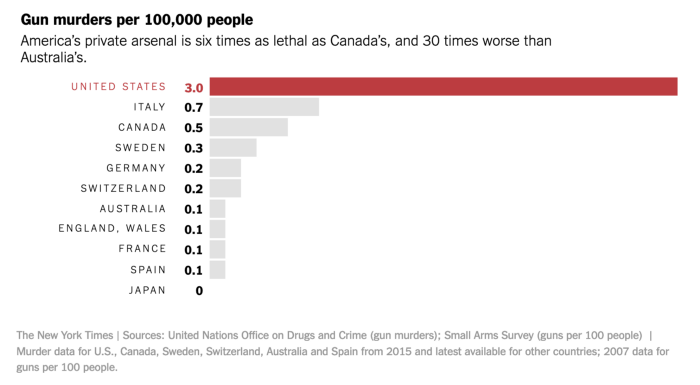 Gun murders per 100,000 people
America’s private arsenal is six times as lethal as Canada’s, and 30 times worse than
Australia’s.
UNITED STATES 3.0
ITALY 0.7
CANADA 0.5
SWEDEN 0.3
GERMANY 0.2
SWITZERLAND 0.2
AUSTRALIA 0.1
ENGLAND, WALES 0.1
FRANCE 0.1
SPAIN 0.1
JAPAN 0
The New York Times | Sources: United Nations Office on Drugs and Crime (gun murders); Small Arms Survey (guns per 100 people) |
Murder data for U.S., Canada, Sweden, Switzerland, Australia and Spain from 2015 and latest available for other countries; 2007 data for
guns per 100 people.